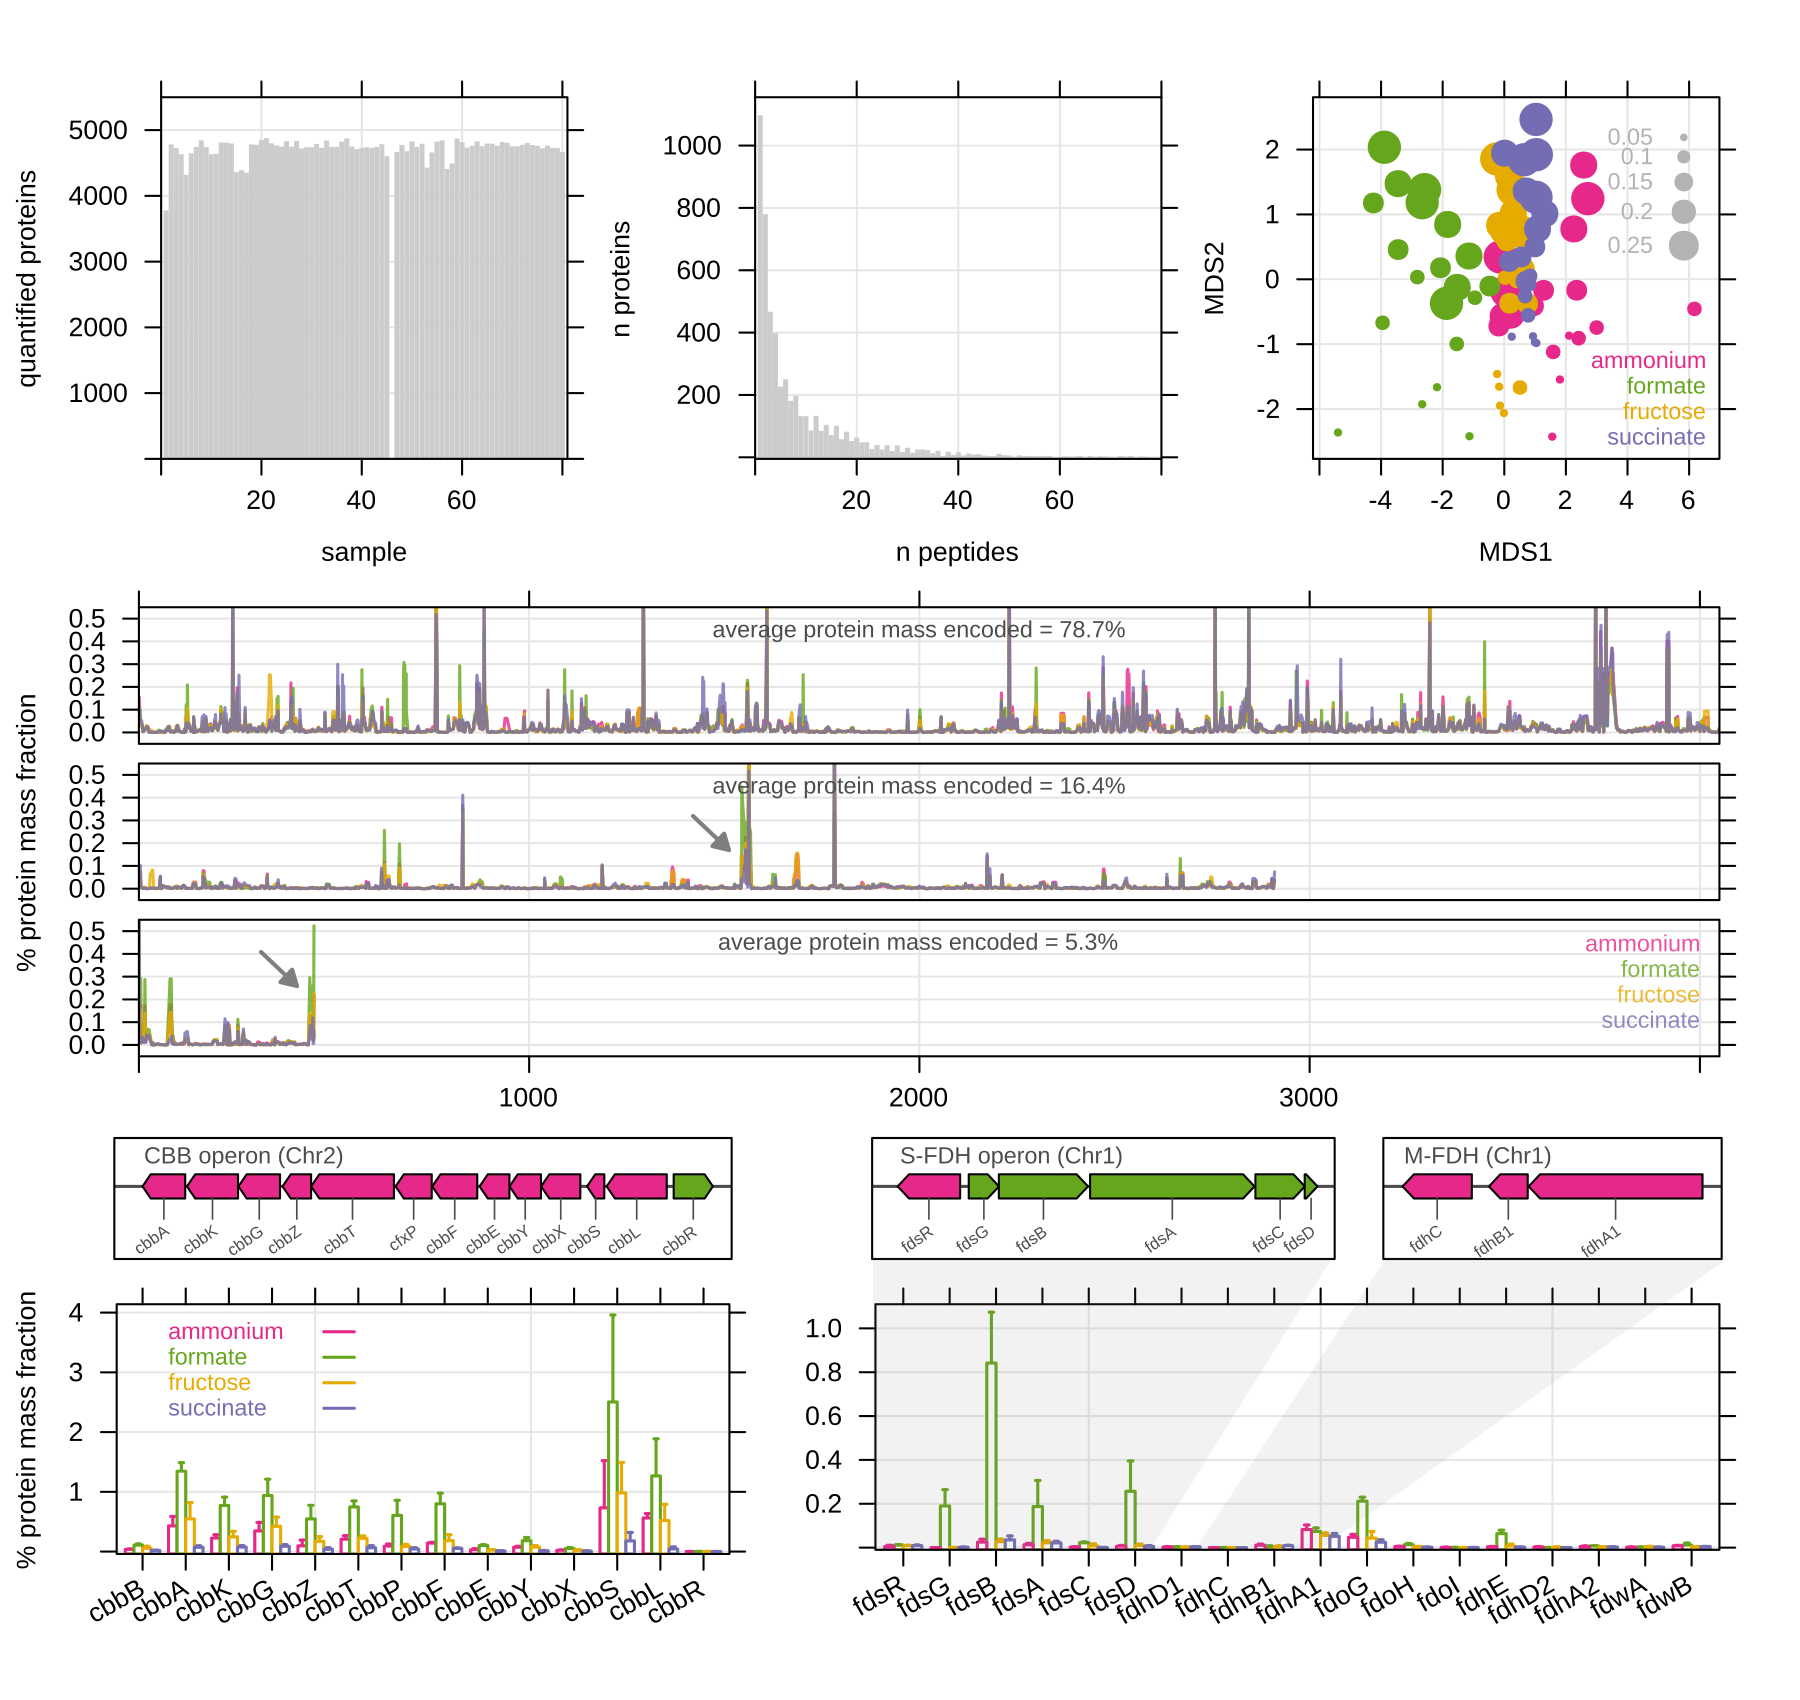 quantified proteins
5000
4000
3000
2000
1000
20
40
60
sample
n proteins
1000
800
600
400
200
20
40
60
n peptides
MDS2
2
1
0
-1
-2
0.05
0.1
0.15
0.2
0.25
ammonium
formate
fructose
succinate
-4
-2
0
2
4
6
MDS1
% protein mass fraction
0.5
0.4
0.3
0.2
0.1
0.0
average protein mass encoded = 78.7%
0.5
0.4
0.3
0.2
0.1
0.0
average protein mass encoded = 16.4%
0.5
0.4
0.3
0.2
0.1
0.0
average protein mass encoded = 5.3%
ammonium
formate
fructose
succinate
1000
2000
3000
CBB operon (Chr2)
cbbA
cbbK
cbbG
cbbZ
cbbT
cfxP
cbbF
cbbE
cbbY
cbbX
cbbS
cbbL
cbbR
S-FDH operon (Chr1)
fdsR
fdsG
fdsB
fdsA
fdsC
fdsD
M-FDH (Chr1)
fdhC
fdhB1
fdhA1
% protein mass fraction
4
3
2
1
ammonium
formate
fructose
succinate
cbbB
cbbA
cbbK
cbbG
cbbZ
cbbT
cbbP
cbbF
cbbE
cbbY
cbbX
cbbS
cbbL
cbbR
1.0
0.8
0.6
0.4
0.2
fdsR
fdsG
fdsB
fdsA
fdsC
fdsD
fdhD1
fdhC
fdhB1
fdhA1
fdoG
fdoH
fdoI
fdhE
fdhD2
fdhA2
fdwA
fdwB